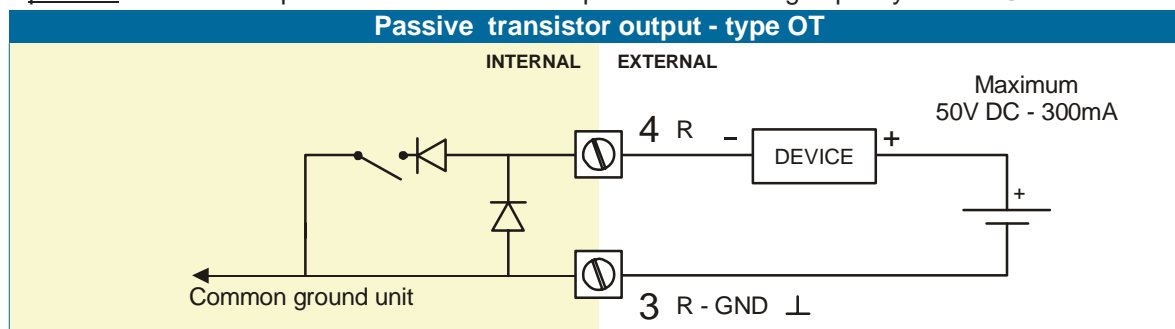 Passive transistor output - type OT
INTERNAL EXTERNAL
Maximum
50V DC - 300mA
4 R - DEVICE +
+
Common ground unit
3 R - GND ⊥